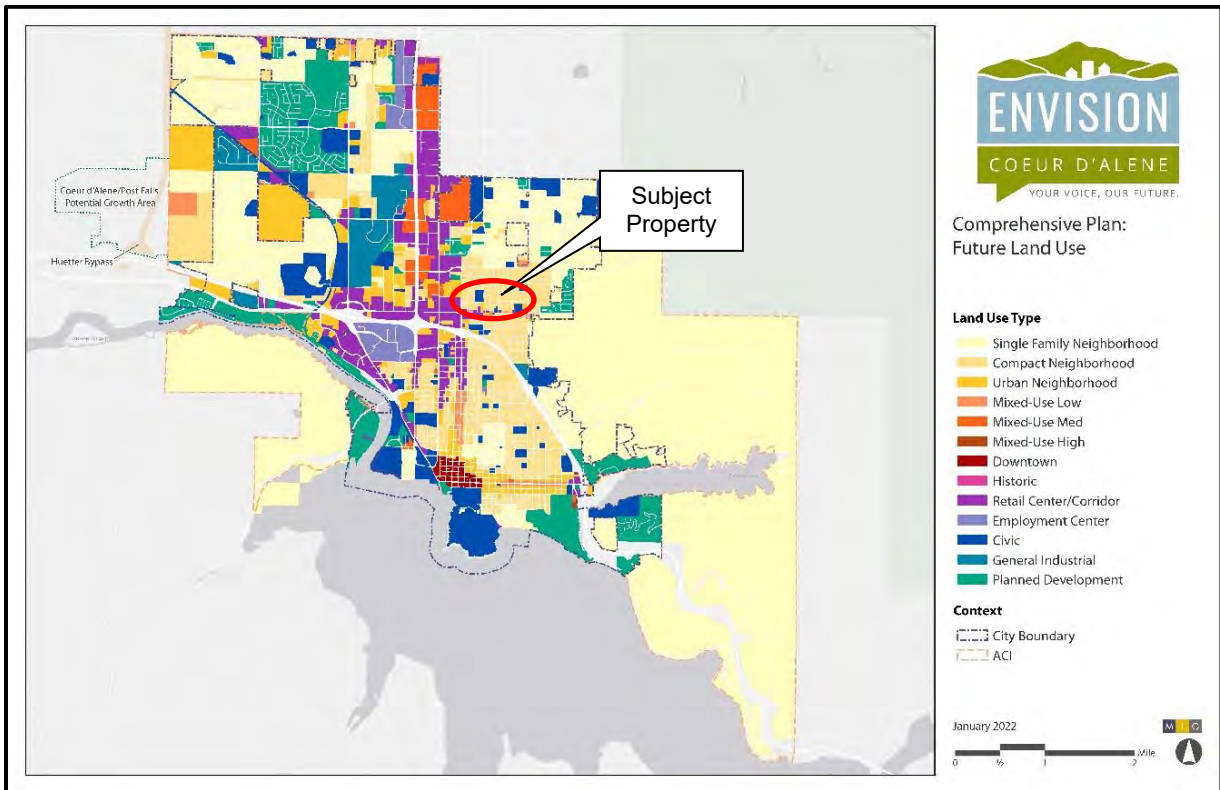 Coeur d'Alene/Post Falls
Potential Growth Area
Huetter Bypass
Subject
Property
ENVISION
COEUR D'ALENE
YOUR VOICE, OUR FUTURE.
Comprehensive Plan:
Future Land Use
Land Use Type
Single Family Neighborhood
Compact Neighborhood
Urban Neighborhood
Mixed-Use Low
Mixed-Use Med
Mixed-Use High
Downtown
Historic
Retail Center/Corridor
Employment Center
Civic
General Industrial
Planned Development
Context
City Boundary
ACI
January 2022
M I G
0 ½ 1 2 Mile